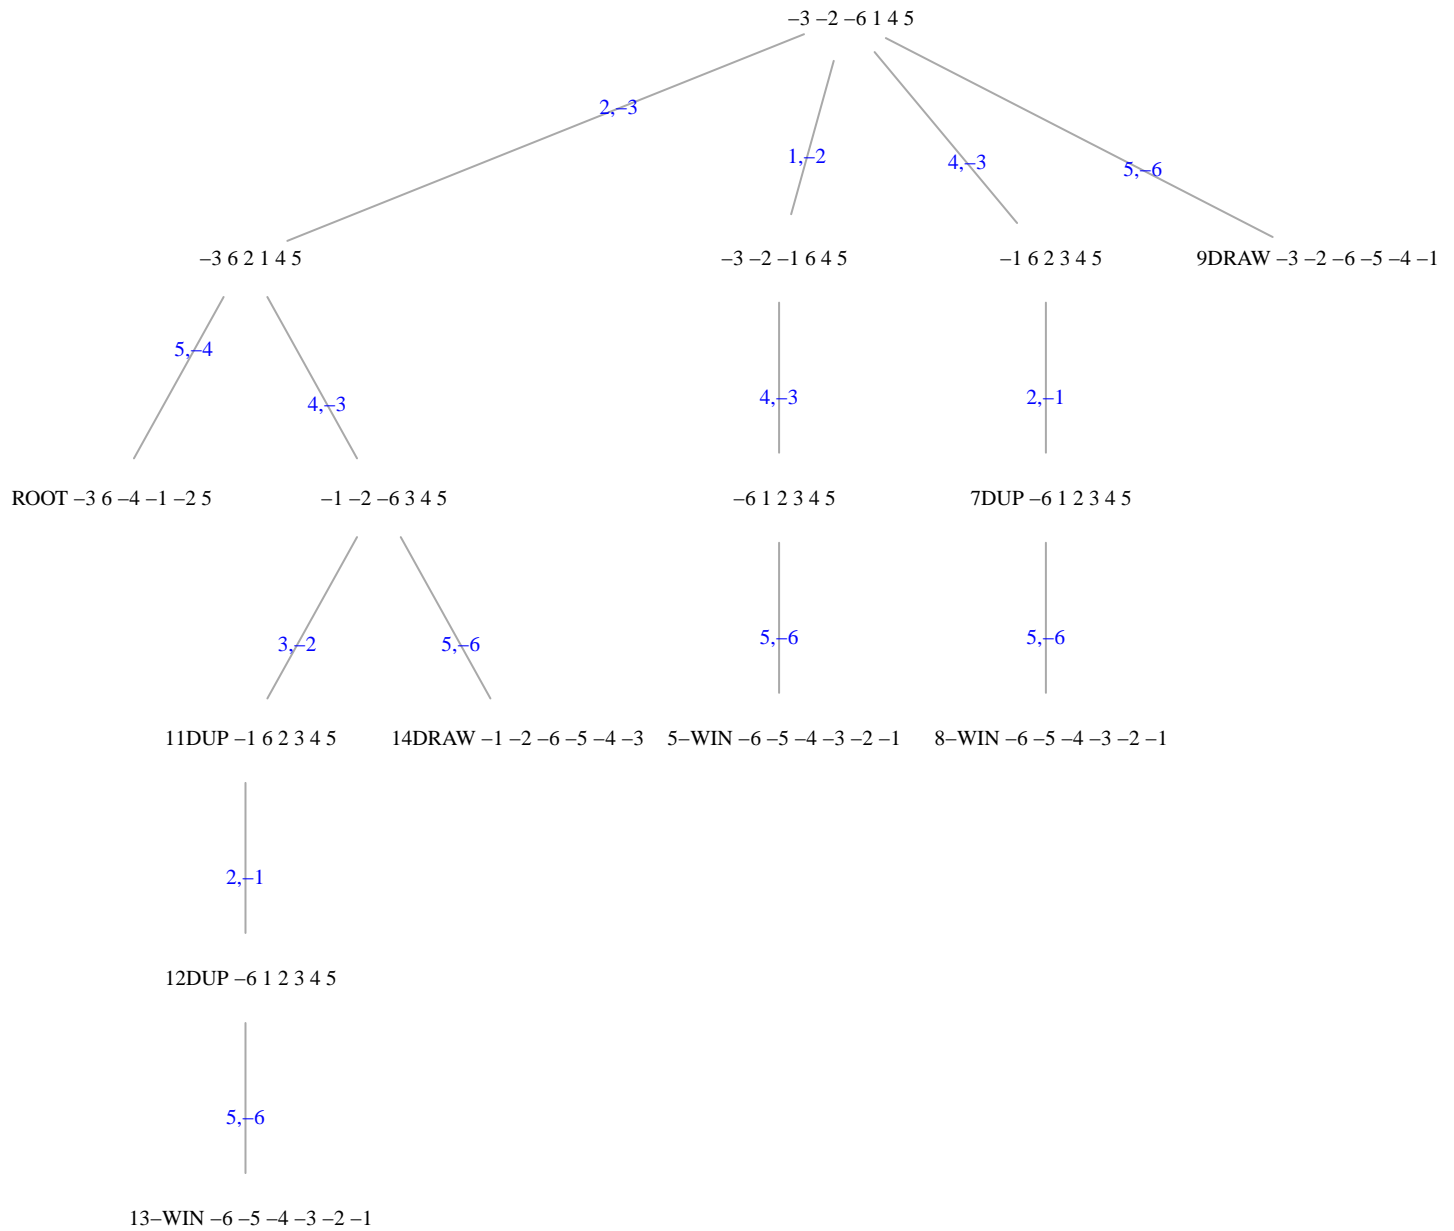 −3 −2 −6 1 4 5
2,−3
1,−2
4,−3
5,−6
−3 6 2 1 4 5
−3 −2 −1 6 4 5
−1 6 2 3 4 5
9DRAW −3 −2 −6 −5 −4 −1
5,−4
4,−3
4,−3
2,−1
ROOT −3 6 −4 −1 −2 5
−1 −2 −6 3 4 5
−6 1 2 3 4 5
7DUP −6 1 2 3 4 5
3,−2
5,−6
5,−6
5,−6
11DUP −1 6 2 3 4 5
14DRAW −1 −2 −6 −5 −4 −3
5−WIN −6 −5 −4 −3 −2 −1
8−WIN −6 −5 −4 −3 −2 −1
2,−1
12DUP −6 1 2 3 4 5
5,−6
13−WIN −6 −5 −4 −3 −2 −1